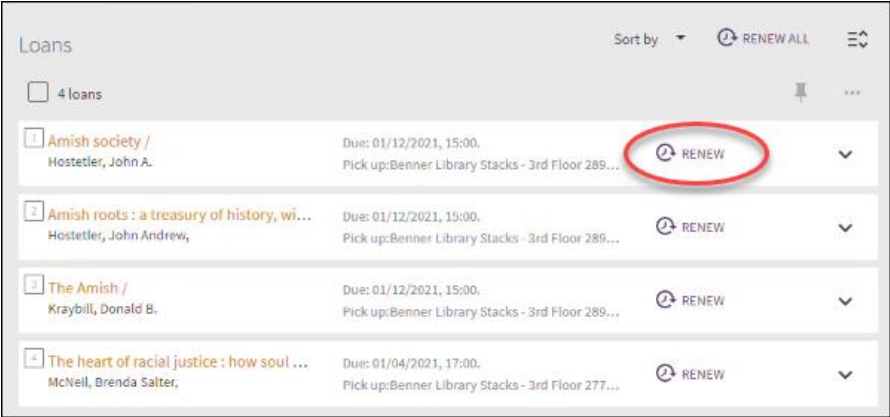 Loans
Sort by
RENEW ALL
4 loans
1
Amish society /
Hostetler, John A.
Due: 01/12/2021, 15:00.
Pick up:Benner Library Stacks - 3rd Floor 289...
RENEW
2
Amish roots : a treasury of history, wi...
Hostetler, John Andrew,
Due: 01/12/2021, 15:00.
Pick up:Benner Library Stacks - 3rd Floor 289...
RENEW
3
The Amish /
Kraybill, Donald B.
Due: 01/12/2021, 15:00.
Pick up:Benner Library Stacks - 3rd Floor 289...
RENEW
4
The heart of racial justice : how soul ...
McNeil, Brenda Salter,
Due: 01/04/2021, 17:00.
Pick up:Benner Library Stacks - 3rd Floor 277...
RENEW